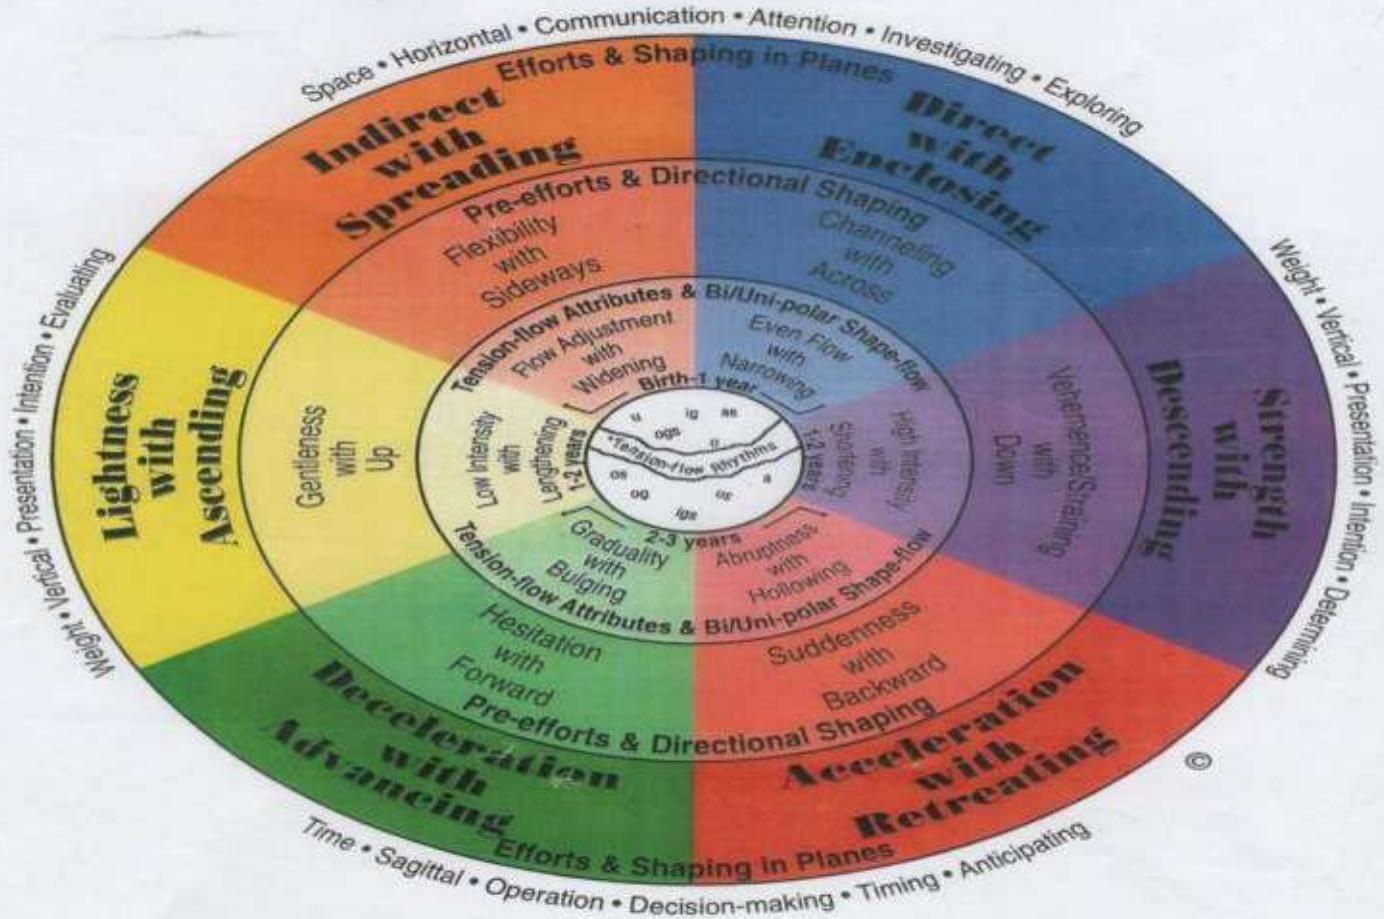 Space • Horizontal • Communication • Attention • Investigating • Exploring
Efforts & Shaping in Planes
Indirect
with
Spreading
Direct
with
Enclosing
Pre-efforts & Directional Shaping
Flexibility
with
Sideways
Channeling
with
Across
Tension-flow Attributes & Bi/Uni-polar Shape-flow
Flow Adjustment
with
Widening
Even Flow
with
Narrowing
Birth-1 year
Weight • Vertical • Presentation • Intention • Evaluating
Lightness
with
Ascending
Gentleness
with
Up
Low Intensity
with
Lengthening
1-2 years
u
ig
as
ogs
o
*Tension-flow Rhythms
os
og
a
igs
1-2 years
Shortening
with
High Intensity
Vehemence/Straining
with
Down
Strength
with
Descending
Weight • Vertical • Presentation • Intention • Determining
2-3 years
Graduality
with
Bulging
Abruptness
with
Hollowing
Tension-flow Attributes & Bi/Uni-polar Shape-flow
Hesitation
with
Forward
Suddenness
with
Backward
Pre-efforts & Directional Shaping
Deceleration
with
Advancing
Acceleration
with
Retreating
Efforts & Shaping in Planes
Time • Sagittal • Operation • Decision-making • Timing • Anticipating
©